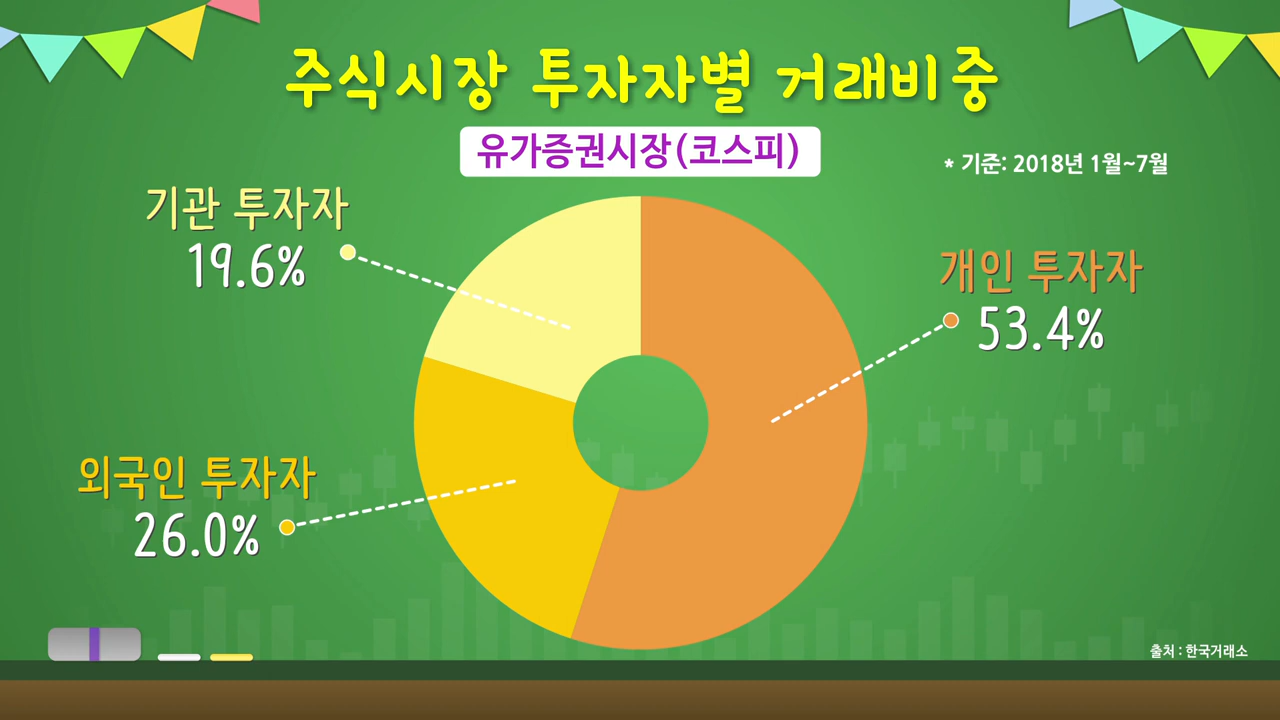 주식시장 투자자별 거래비중
유가증권시장(코스피)
* 기준: 2018년 1월~7월
기관 투자자
19.6%
개인 투자자
53.4%
외국인 투자자
26.0%
출처 : 한국거래소